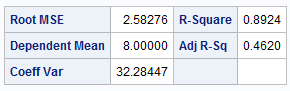 Root MSE 2.58276 R-Square 0.8924
Dependent Mean 8.00000 Adj R-Sq 0.4620
Coeff Var 32.28447